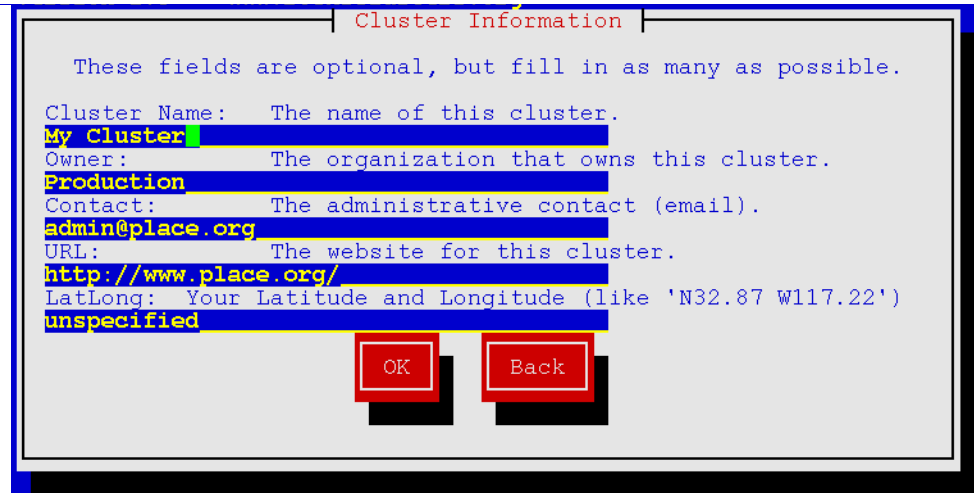 Cluster Information
These fields are optional, but fill in as many as possible.
Cluster Name: The name of this cluster.
My Cluster
Owner: The organization that owns this cluster.
Production
Contact: The administrative contact (email).
admin@place.org
URL: The website for this cluster.
http://www.place.org/
LatLong: Your Latitude and Longitude (like 'N32.87 W117.22')
unspecified
OK Back